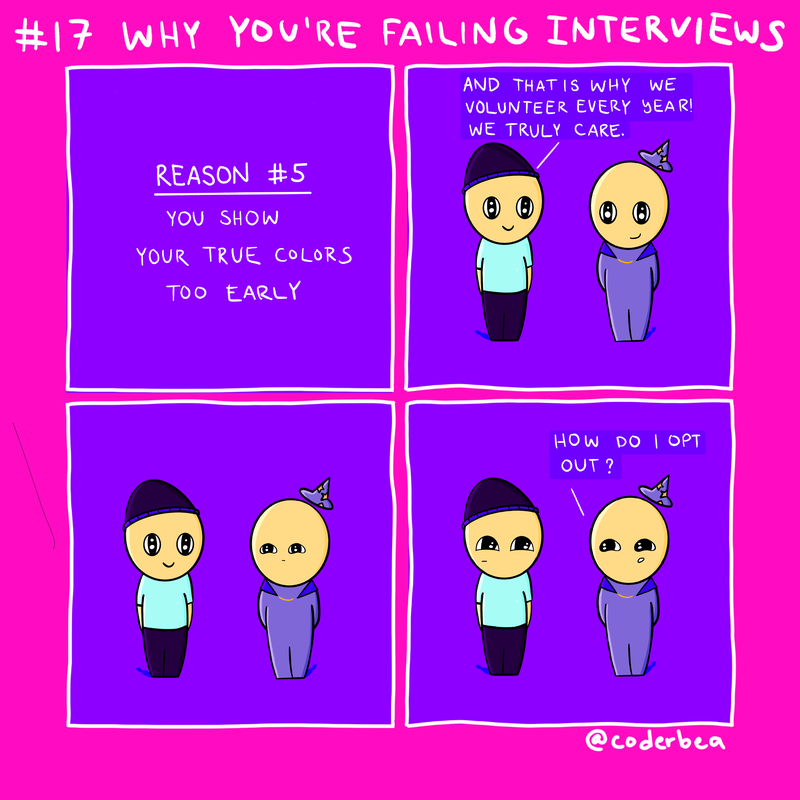 #17 WHY YOU'RE FAILING INTERVIEWS
REASON #5
YOU SHOW
YOUR TRUE COLORS
TOO EARLY
AND THAT IS WHY WE
VOLUNTEER EVERY YEAR!
WE TRULY CARE.
HOW DO I OPT
OUT?
@coderbea